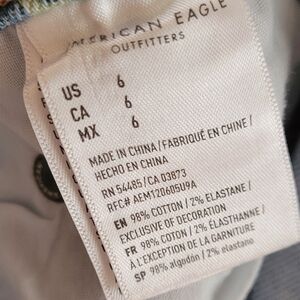 AMERICAN EAGLE
OUTFITTERS
US 6
CA 6
MX 6
MADE IN CHINA/FABRIQUÉ EN CHINE/
HECHO EN CHINA
RN 54485/CA 03873
RFC# AEM120605U9A
EN 98% COTTON / 2% ELASTANE/
EXCLUSIVE OF DECORATION
FR 98% COTON / 2% ÉLASTHANNE/
À L'EXCEPTION DE LA GARNITURE
SP 98% algodón / 2% elastano